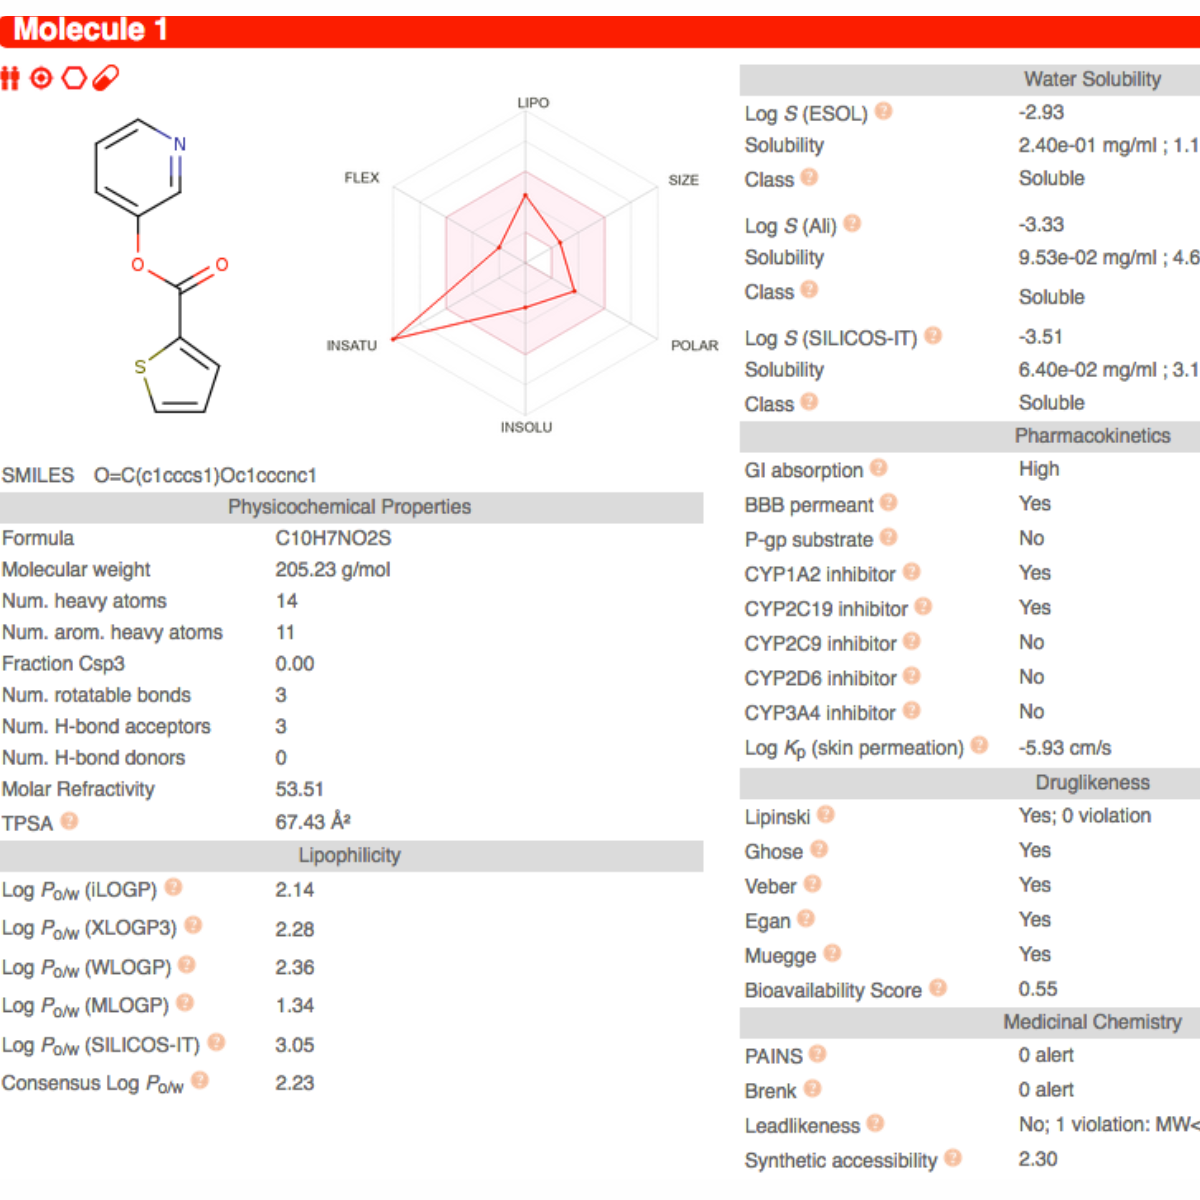 Molecule 1
N
O
O
S
LIPO
FLEX
SIZE
INSATU
POLAR
INSOLU
SMILES O=C(c1cccs1)Oc1cccnc1
Physicochemical Properties
Formula C10H7NO2S
Molecular weight 205.23 g/mol
Num. heavy atoms 14
Num. arom. heavy atoms 11
Fraction Csp3 0.00
Num. rotatable bonds 3
Num. H-bond acceptors 3
Num. H-bond donors 0
Molar Refractivity 53.51
TPSA ? 67.43 Å²
Lipophilicity
Log Po/w (iLOGP) ? 2.14
Log Po/w (XLOGP3) ? 2.28
Log Po/w (WLOGP) ? 2.36
Log Po/w (MLOGP) ? 1.34
Log Po/w (SILICOS-IT) ? 3.05
Consensus Log Po/w ? 2.23
Water Solubility
Log S (ESOL) ? -2.93
Solubility 2.40e-01 mg/ml ; 1.1
Class ? Soluble
Log S (Ali) ? -3.33
Solubility 9.53e-02 mg/ml ; 4.6
Class ? Soluble
Log S (SILICOS-IT) ? -3.51
Solubility 6.40e-02 mg/ml ; 3.1
Class ? Soluble
Pharmacokinetics
GI absorption ? High
BBB permeant ? Yes
P-gp substrate ? No
CYP1A2 inhibitor ? Yes
CYP2C19 inhibitor ? Yes
CYP2C9 inhibitor ? No
CYP2D6 inhibitor ? No
CYP3A4 inhibitor ? No
Log Kp (skin permeation) ? -5.93 cm/s
Druglikeness
Lipinski ? Yes; 0 violation
Ghose ? Yes
Veber ? Yes
Egan ? Yes
Muegge ? Yes
Bioavailability Score ? 0.55
Medicinal Chemistry
PAINS ? 0 alert
Brenk ? 0 alert
Leadlikeness ? No; 1 violation: MW<
Synthetic accessibility ? 2.30